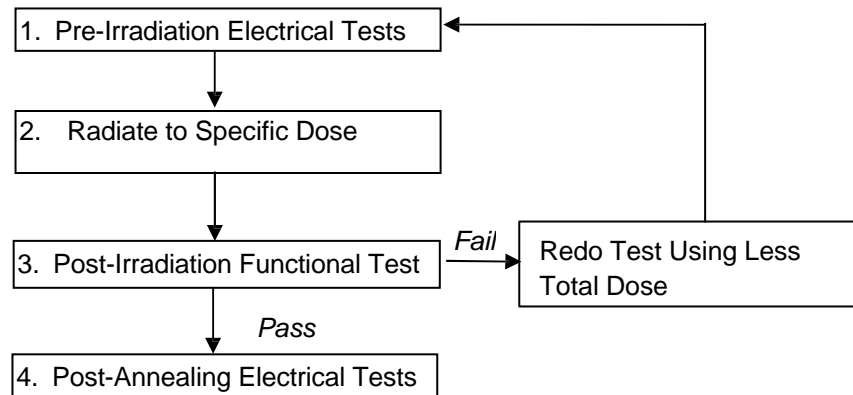 1. Pre-Irradiation Electrical Tests
2. Radiate to Specific Dose
3. Post-Irradiation Functional Test
Fail
Redo Test Using Less
Total Dose
Pass
4. Post-Annealing Electrical Tests